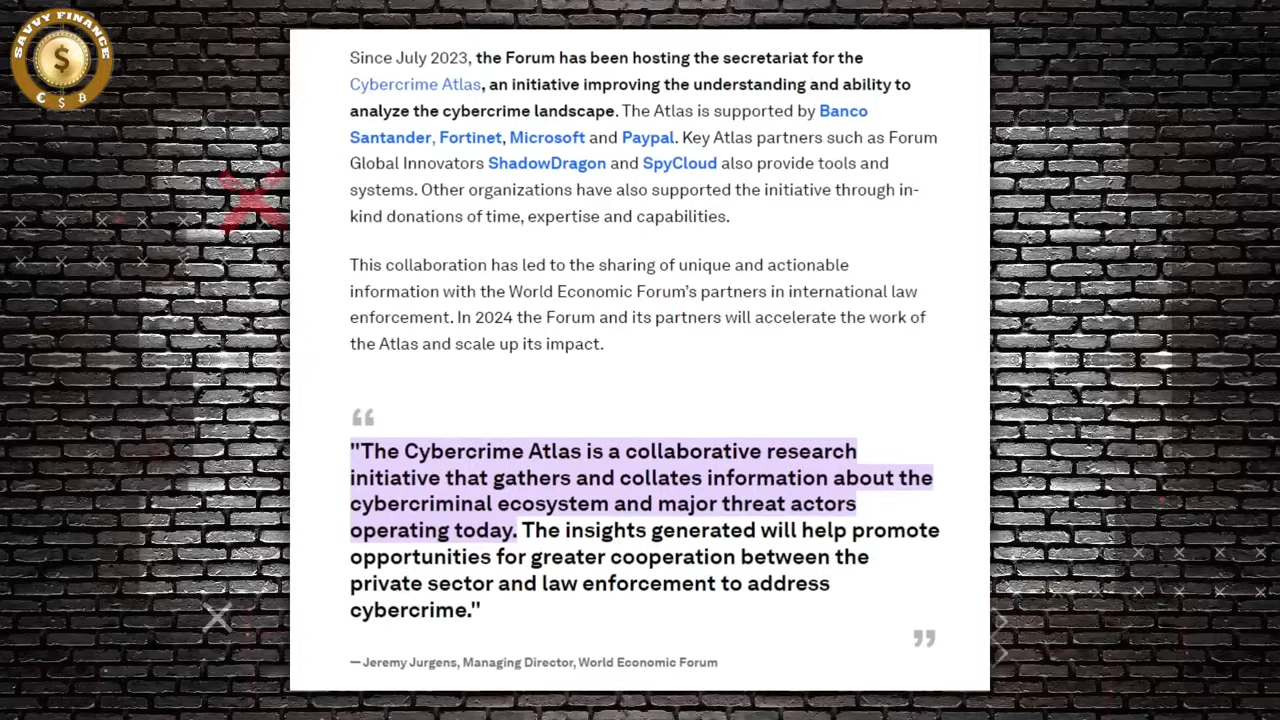 SAVVY FINANCE
$
€ $ B
Since July 2023, the Forum has been hosting the secretariat for the
Cybercrime Atlas, an initiative improving the understanding and ability to
analyze the cybercrime landscape. The Atlas is supported by Banco
Santander, Fortinet, Microsoft and Paypal. Key Atlas partners such as Forum
Global Innovators ShadowDragon and SpyCloud also provide tools and
systems. Other organizations have also supported the initiative through in-
kind donations of time, expertise and capabilities.
This collaboration has led to the sharing of unique and actionable
information with the World Economic Forum’s partners in international law
enforcement. In 2024 the Forum and its partners will accelerate the work of
the Atlas and scale up its impact.
“
"The Cybercrime Atlas is a collaborative research
initiative that gathers and collates information about the
cybercriminal ecosystem and major threat actors
operating today. The insights generated will help promote
opportunities for greater cooperation between the
private sector and law enforcement to address
cybercrime."
”
— Jeremy Jurgens, Managing Director, World Economic Forum